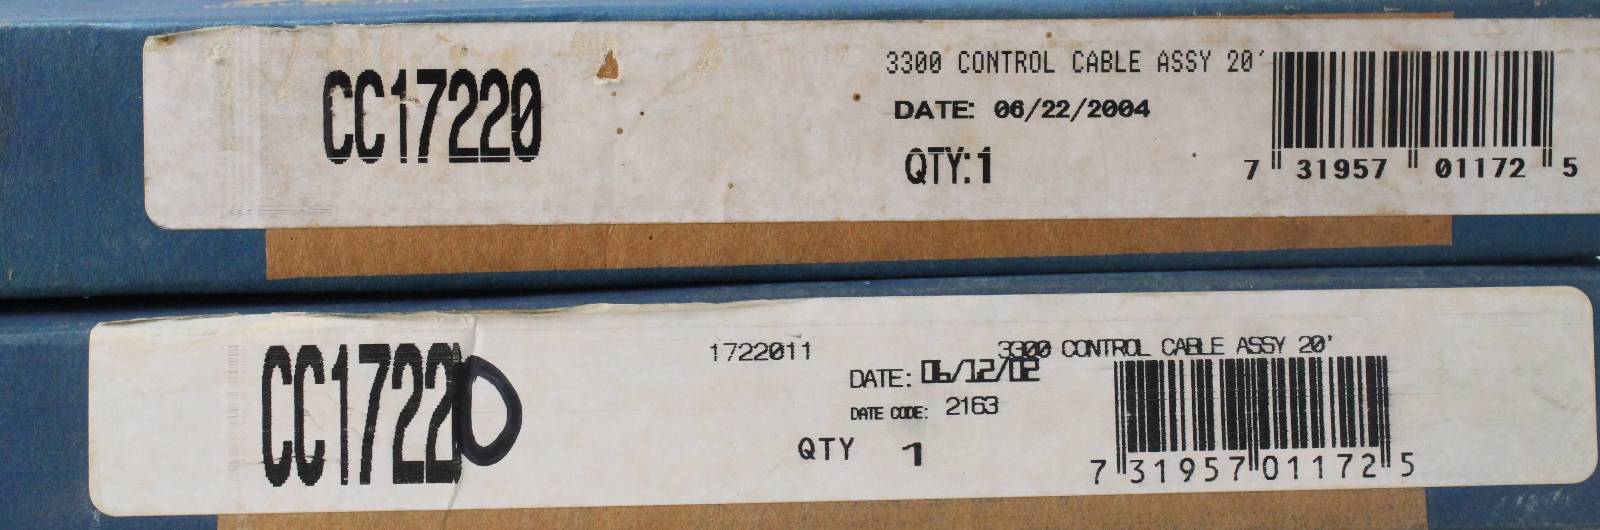 CC17220
3300 CONTROL CABLE ASSY 20'
DATE: 06/22/2004
QTY:1
7 31957 01172 5
CC17220
1722011
3300 CONTROL CABLE ASSY 20'
DATE: 06/12/02
DATE CODE: 2163
QTY 1
7 31957 01172 5